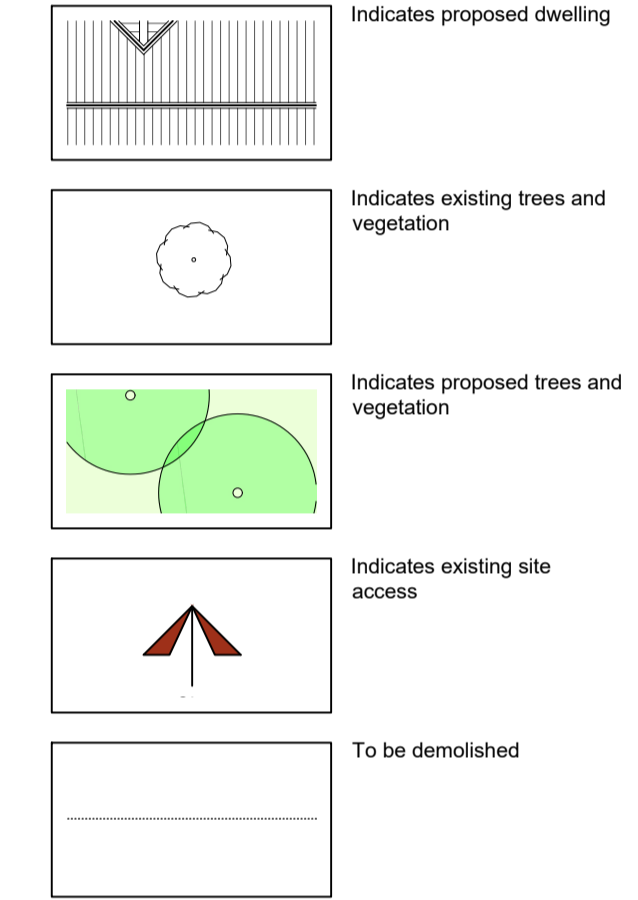 Indicates proposed dwelling
Indicates existing trees and
vegetation
Indicates proposed trees and
vegetation
Indicates existing site
access
To be demolished